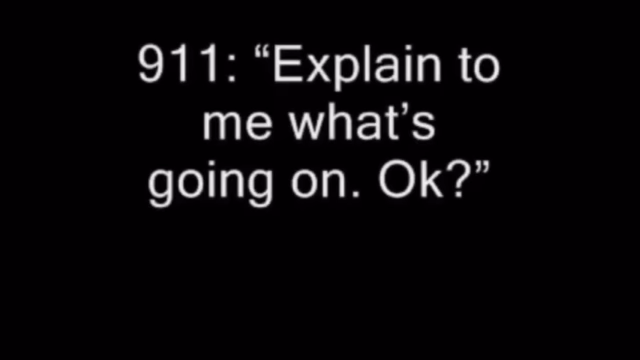 911: “Explain to
me what’s
going on. Ok?”